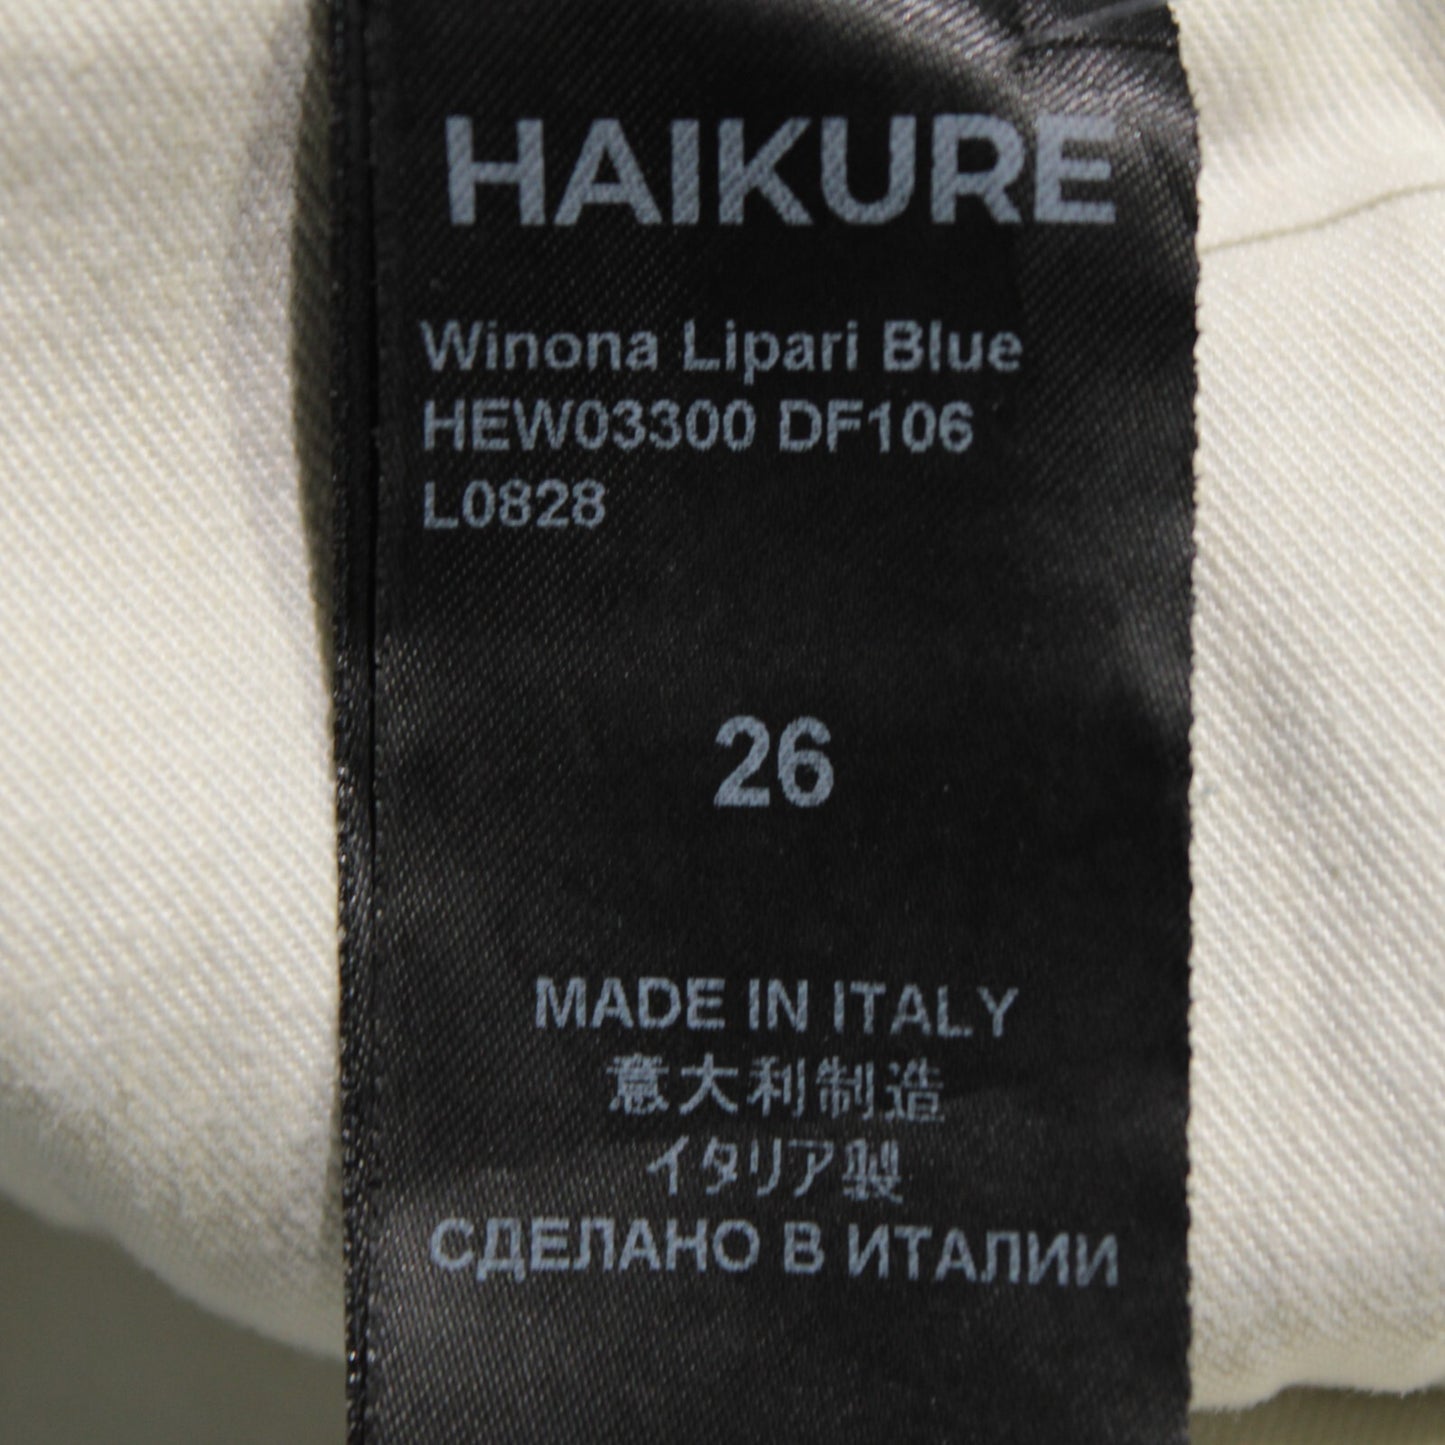 HAIKURE
Winona Lipari Blue
HEW03300 DF106
L0828
26
MADE IN ITALY
意大利制造
イタリア製
СДЕЛАНО В ИТАЛИИ